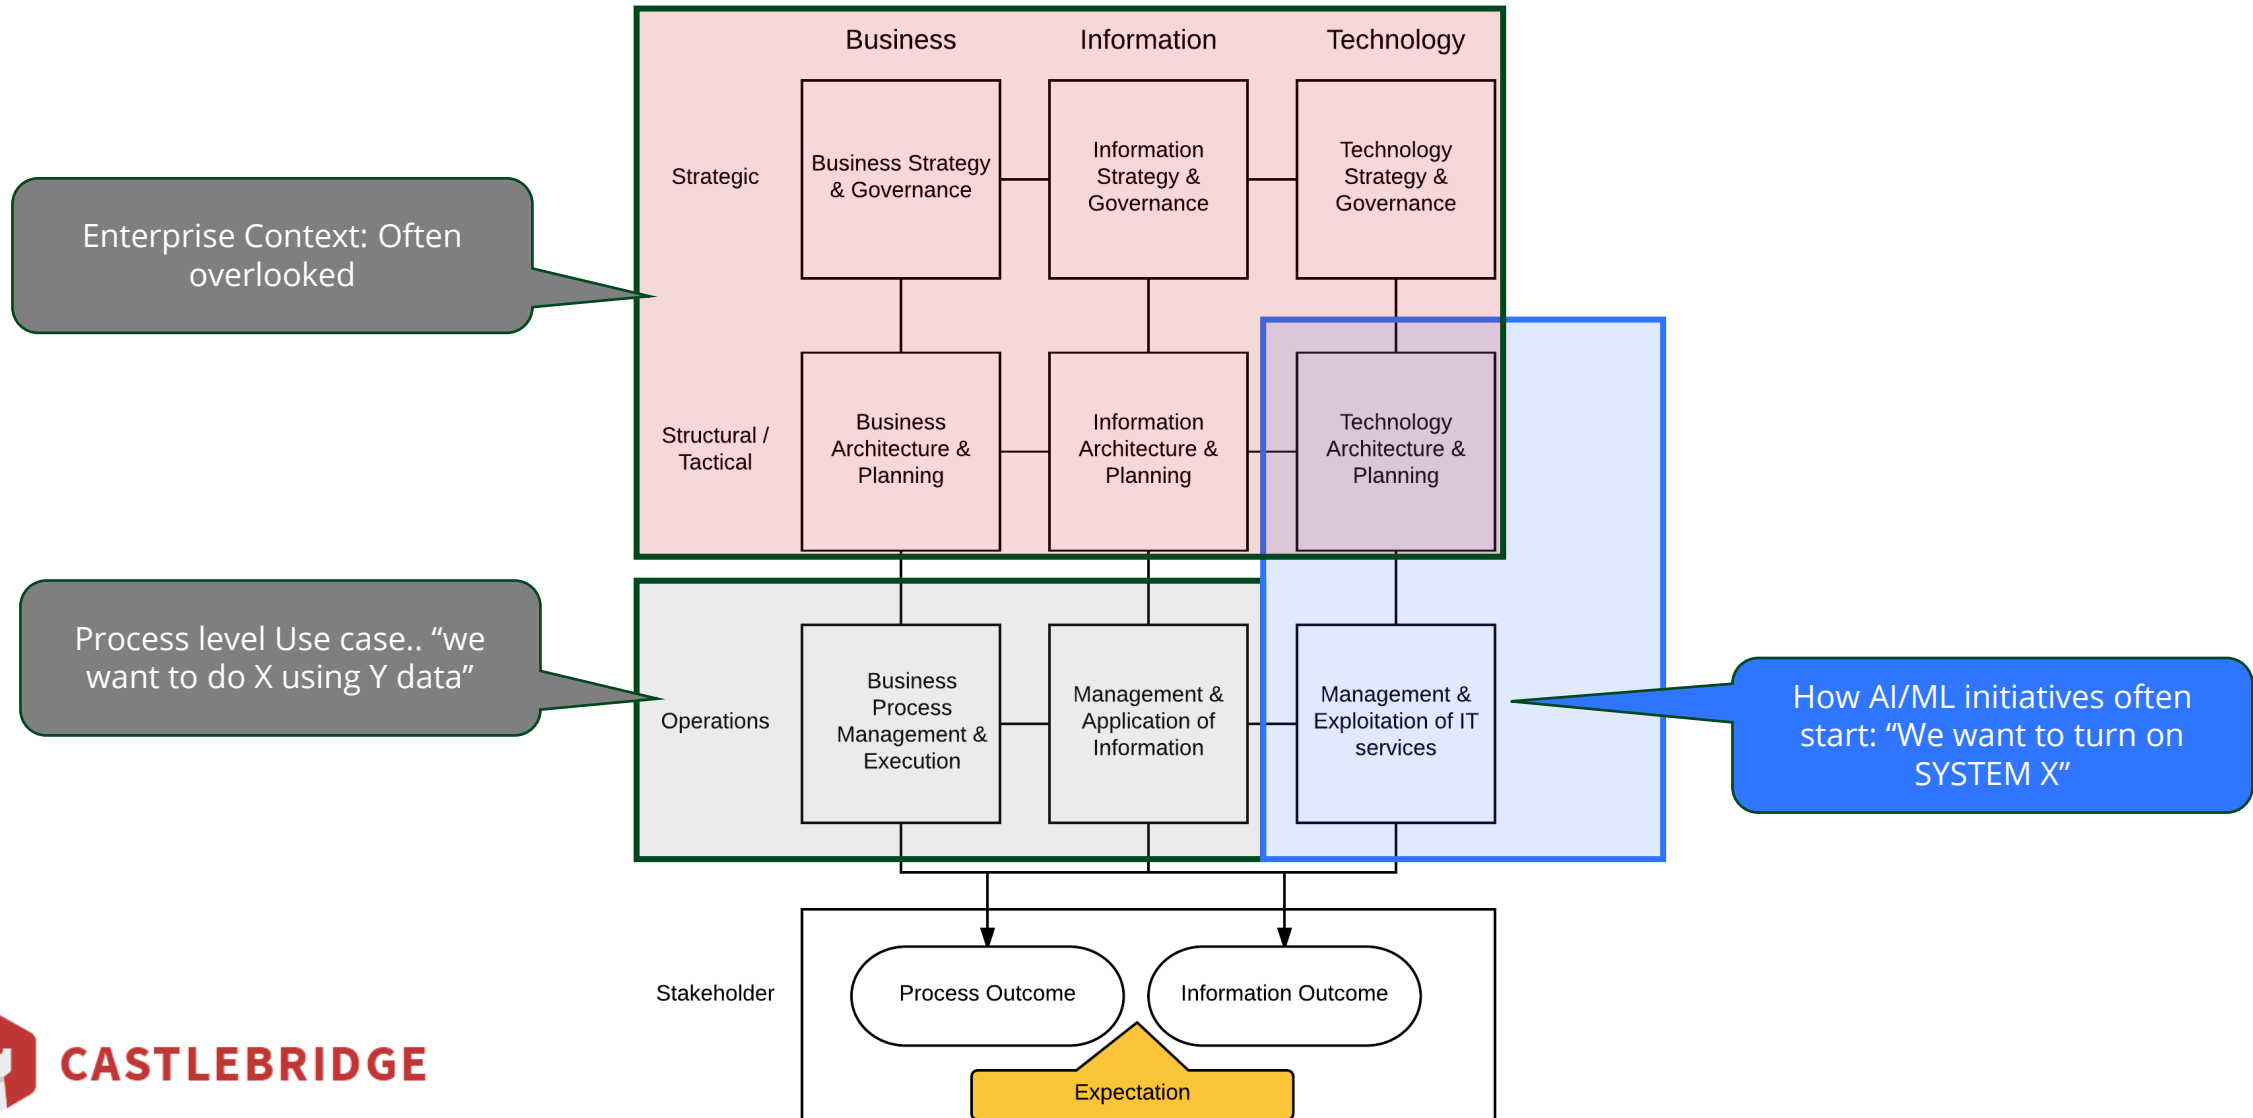 Business
Information
Technology
Strategic
Business Strategy
& Governance
Information
Strategy &
Governance
Technology
Strategy &
Governance
Enterprise Context: Often
overlooked
Structural /
Tactical
Business
Architecture &
Planning
Information
Architecture &
Planning
Technology
Architecture &
Planning
Process level Use case.. “we
want to do X using Y data”
Operations
Business
Process
Management &
Execution
Management &
Application of
Information
Management &
Exploitation of IT
services
How AI/ML initiatives often
start: “We want to turn on
SYSTEM X”
Stakeholder
Process Outcome
Information Outcome
Expectation
CASTLEBRIDGE